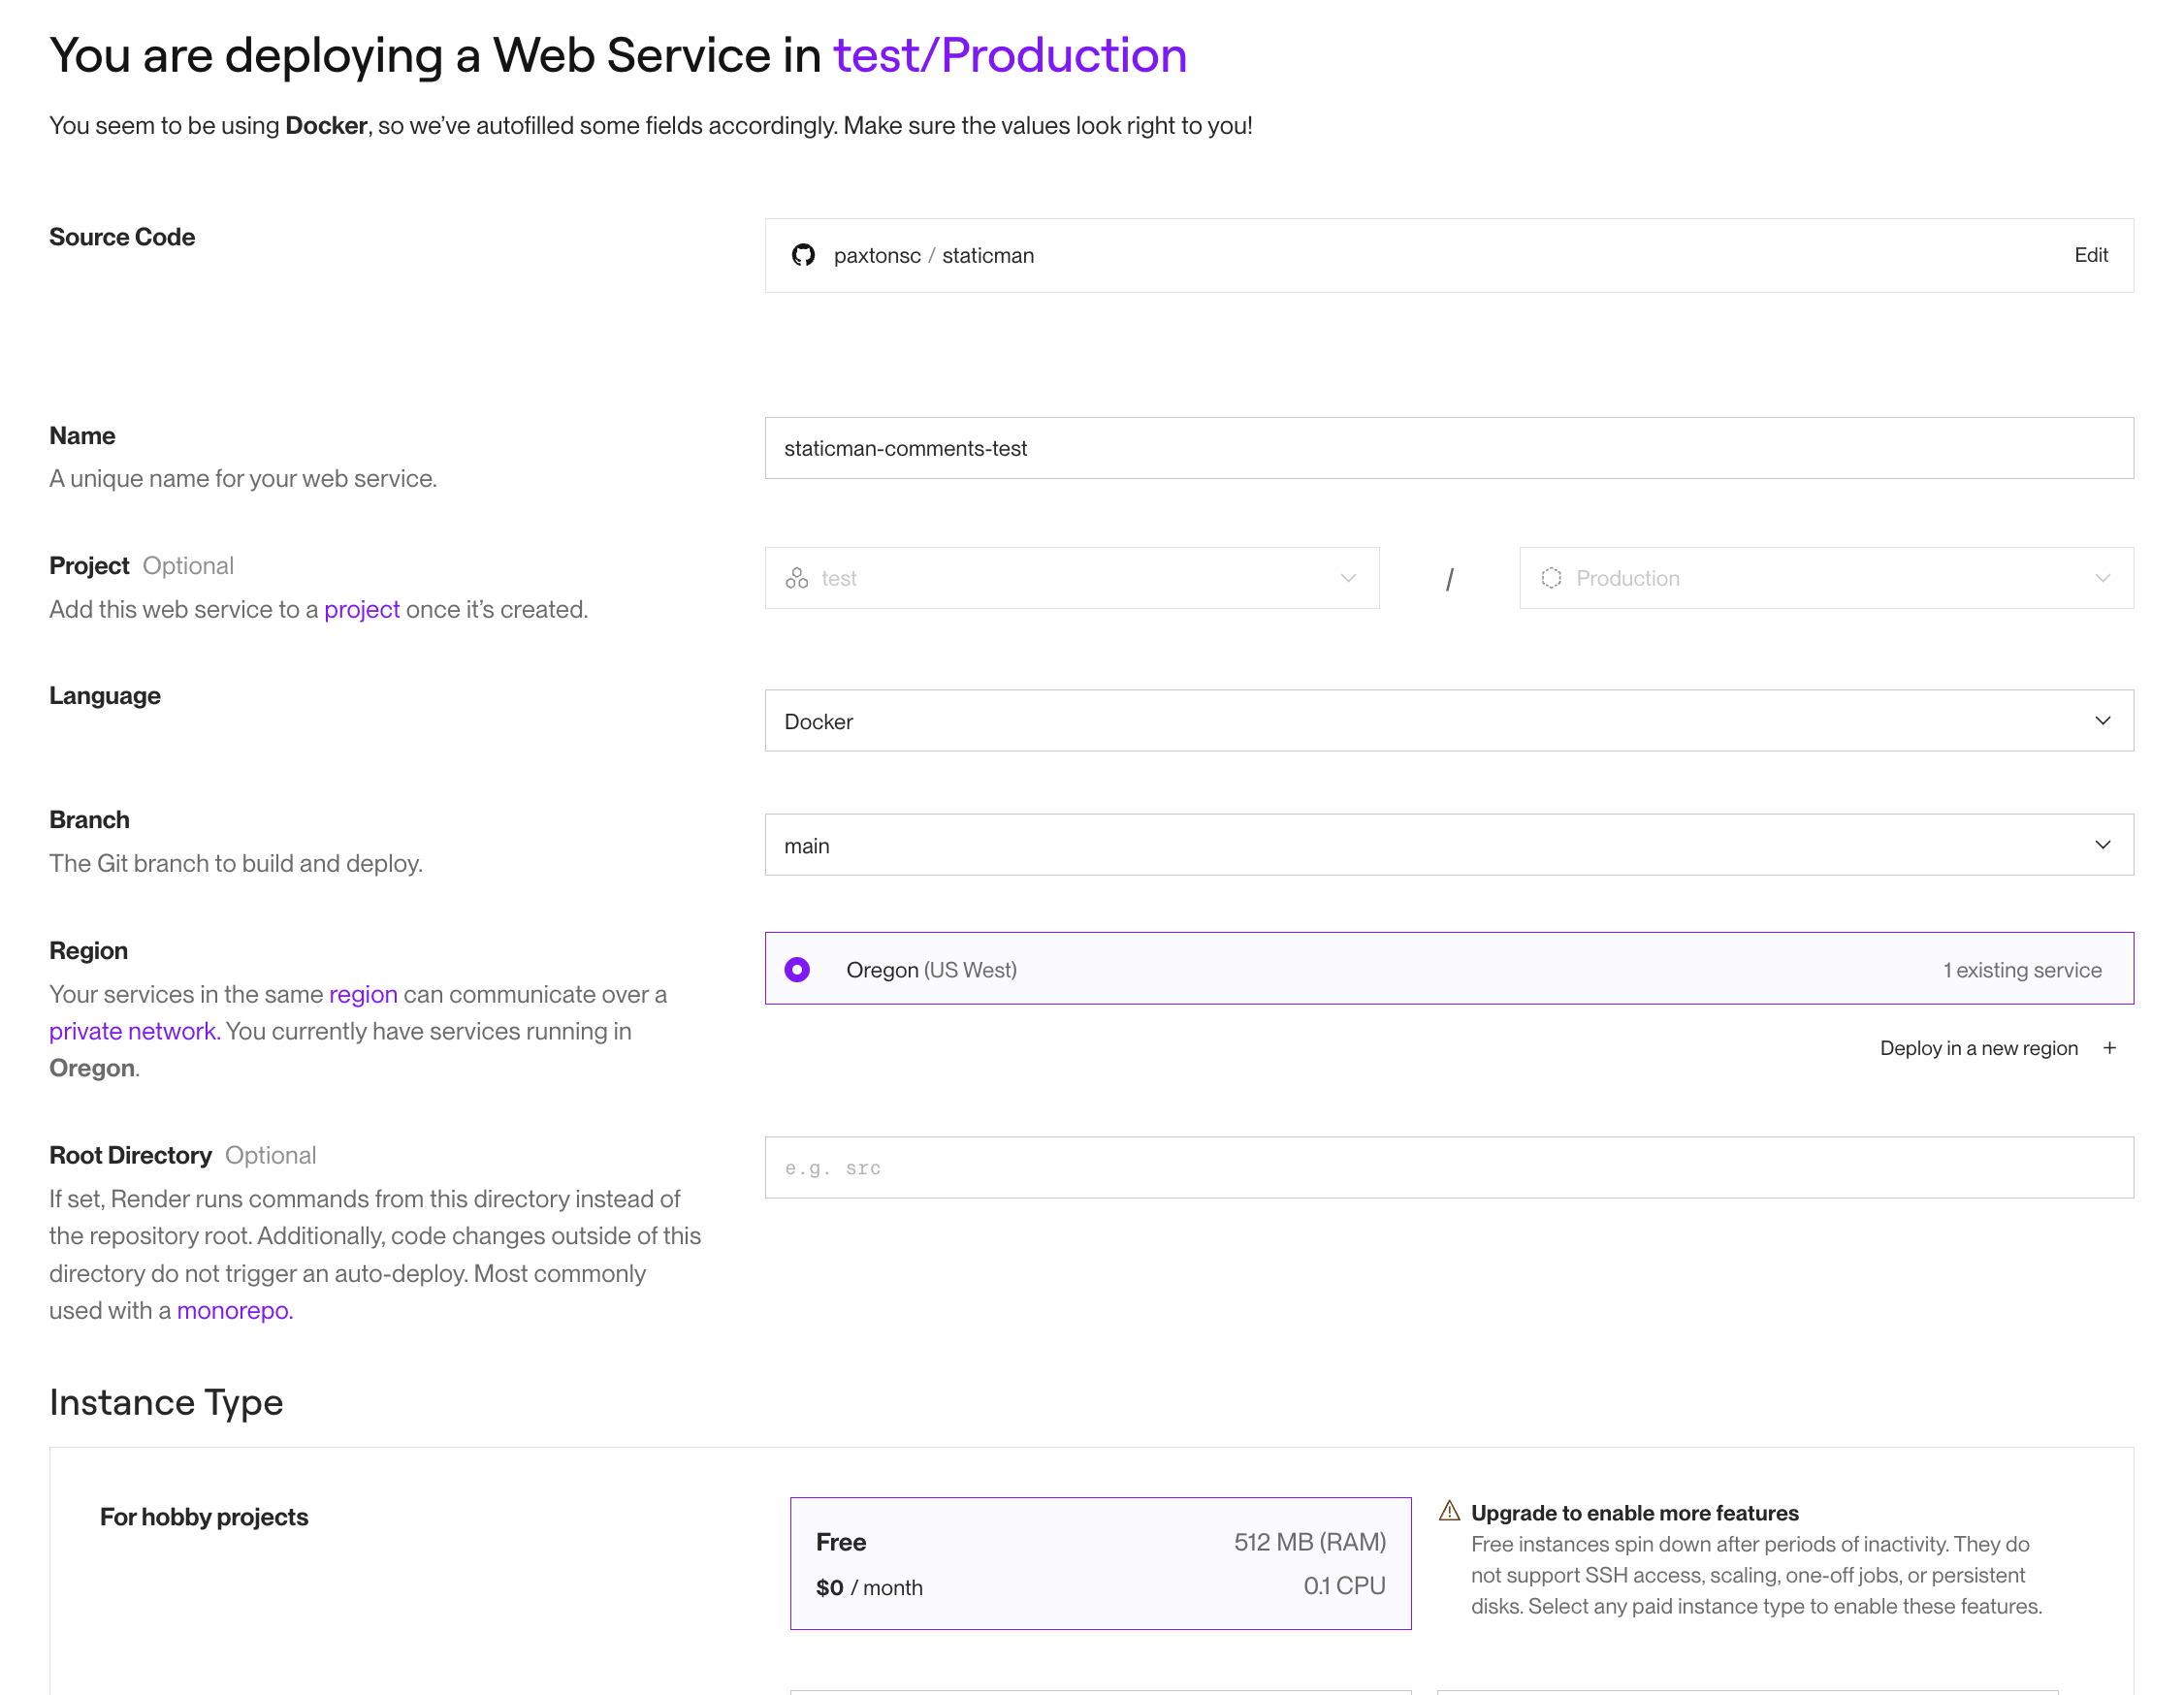 You are deploying a Web Service in test/Production
You seem to be using Docker, so we’ve autofilled some fields accordingly. Make sure the values look right to you!
Source Code
paxtonsc / staticman
Edit
Name
A unique name for your web service.
staticman-comments-test
Project Optional
Add this web service to a project once it’s created.
test
/
Production
Language
Docker
Branch
The Git branch to build and deploy.
main
Region
Your services in the same region can communicate over a
private network. You currently have services running in
Oregon.
Oregon (US West)
1 existing service
Deploy in a new region +
Root Directory Optional
If set, Render runs commands from this directory instead of
the repository root. Additionally, code changes outside of this
directory do not trigger an auto-deploy. Most commonly
used with a monorepo.
e.g. src
Instance Type
For hobby projects
Free
512 MB (RAM)
$0 / month
0.1 CPU
Upgrade to enable more features
Free instances spin down after periods of inactivity. They do
not support SSH access, scaling, one-off jobs, or persistent
disks. Select any paid instance type to enable these features.